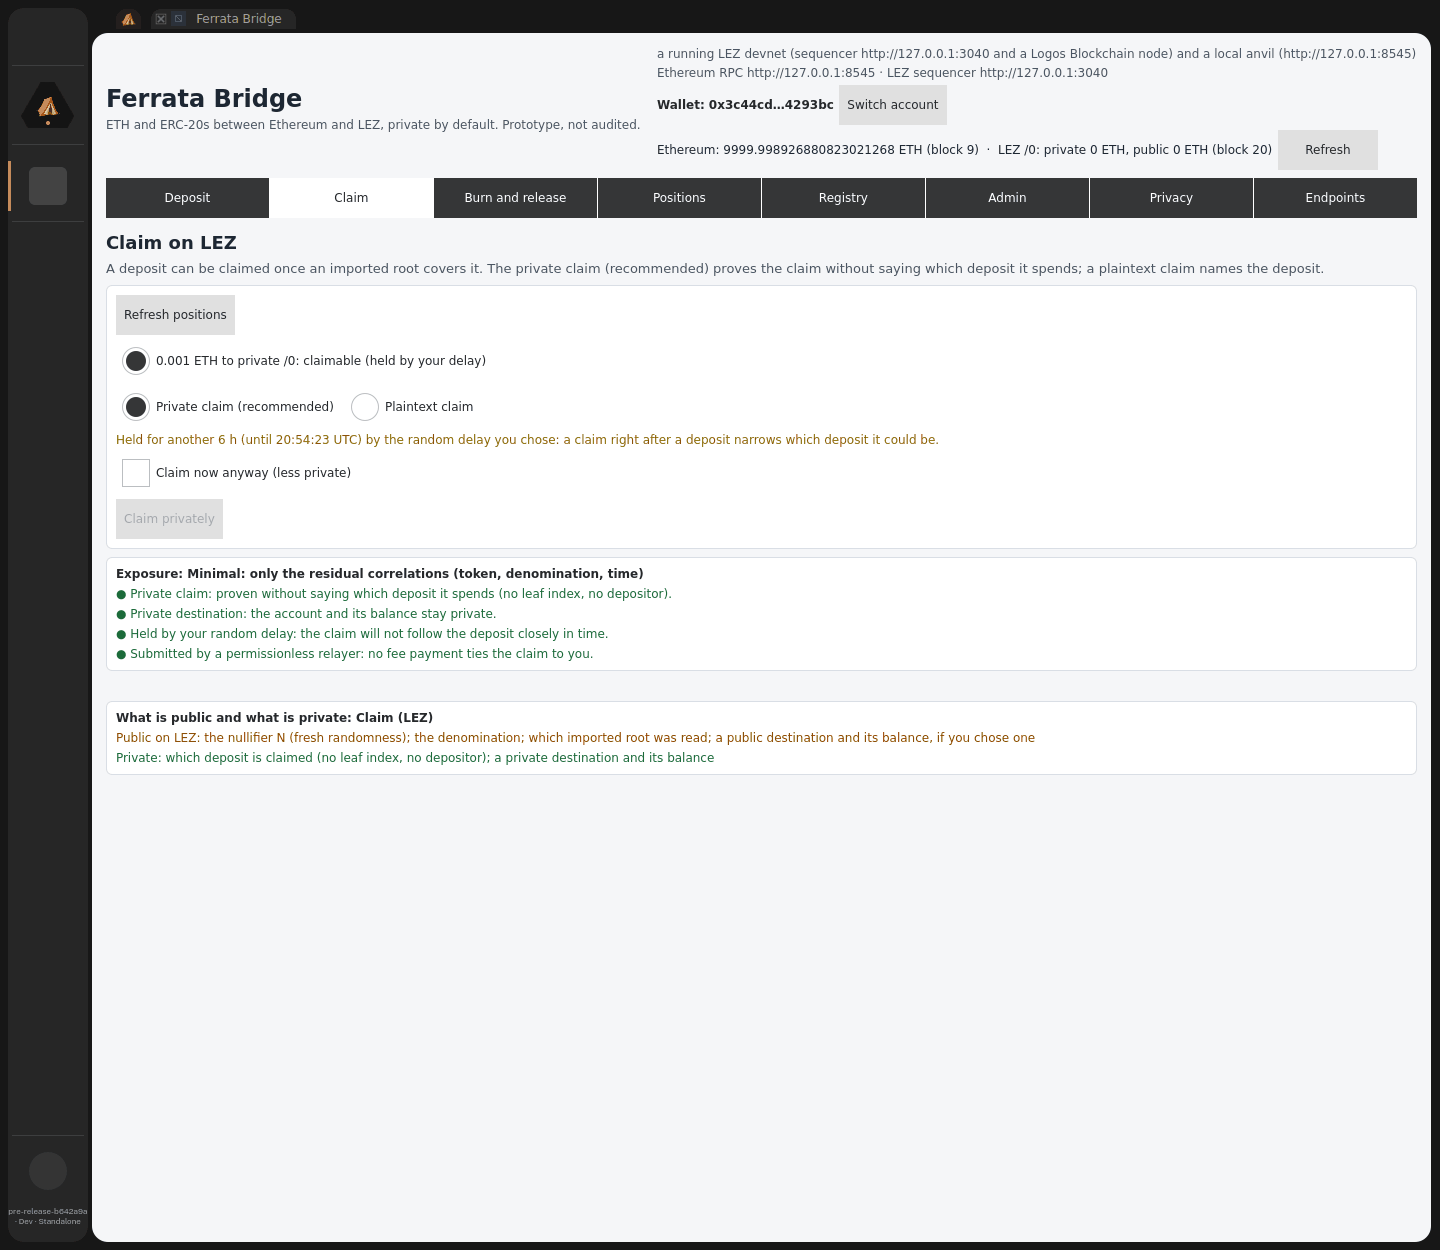 Ferrata Bridge
a running LEZ devnet (sequencer http://127.0.0.1:3040 and a Logos Blockchain node) and a local anvil (http://127.0.0.1:8545)
Ethereum RPC http://127.0.0.1:8545 · LEZ sequencer http://127.0.0.1:3040
Ferrata Bridge
ETH and ERC-20s between Ethereum and LEZ, private by default. Prototype, not audited.
Wallet: 0x3c44cd…4293bc Switch account
Ethereum: 9999.998926880823021268 ETH (block 9) · LEZ /0: private 0 ETH, public 0 ETH (block 20) Refresh
Deposit Claim Burn and release Positions Registry Admin Privacy Endpoints
Claim on LEZ
A deposit can be claimed once an imported root covers it. The private claim (recommended) proves the claim without saying which deposit it spends; a plaintext claim names the deposit.
Refresh positions
0.001 ETH to private /0: claimable (held by your delay)
Private claim (recommended) Plaintext claim
Held for another 6 h (until 20:54:23 UTC) by the random delay you chose: a claim right after a deposit narrows which deposit it could be.
Claim now anyway (less private)
Claim privately
Exposure: Minimal: only the residual correlations (token, denomination, time)
● Private claim: proven without saying which deposit it spends (no leaf index, no depositor).
● Private destination: the account and its balance stay private.
● Held by your random delay: the claim will not follow the deposit closely in time.
● Submitted by a permissionless relayer: no fee payment ties the claim to you.
What is public and what is private: Claim (LEZ)
Public on LEZ: the nullifier N (fresh randomness); the denomination; which imported root was read; a public destination and its balance, if you chose one
Private: which deposit is claimed (no leaf index, no depositor); a private destination and its balance
pre-release-b642a9a
· Dev · Standalone